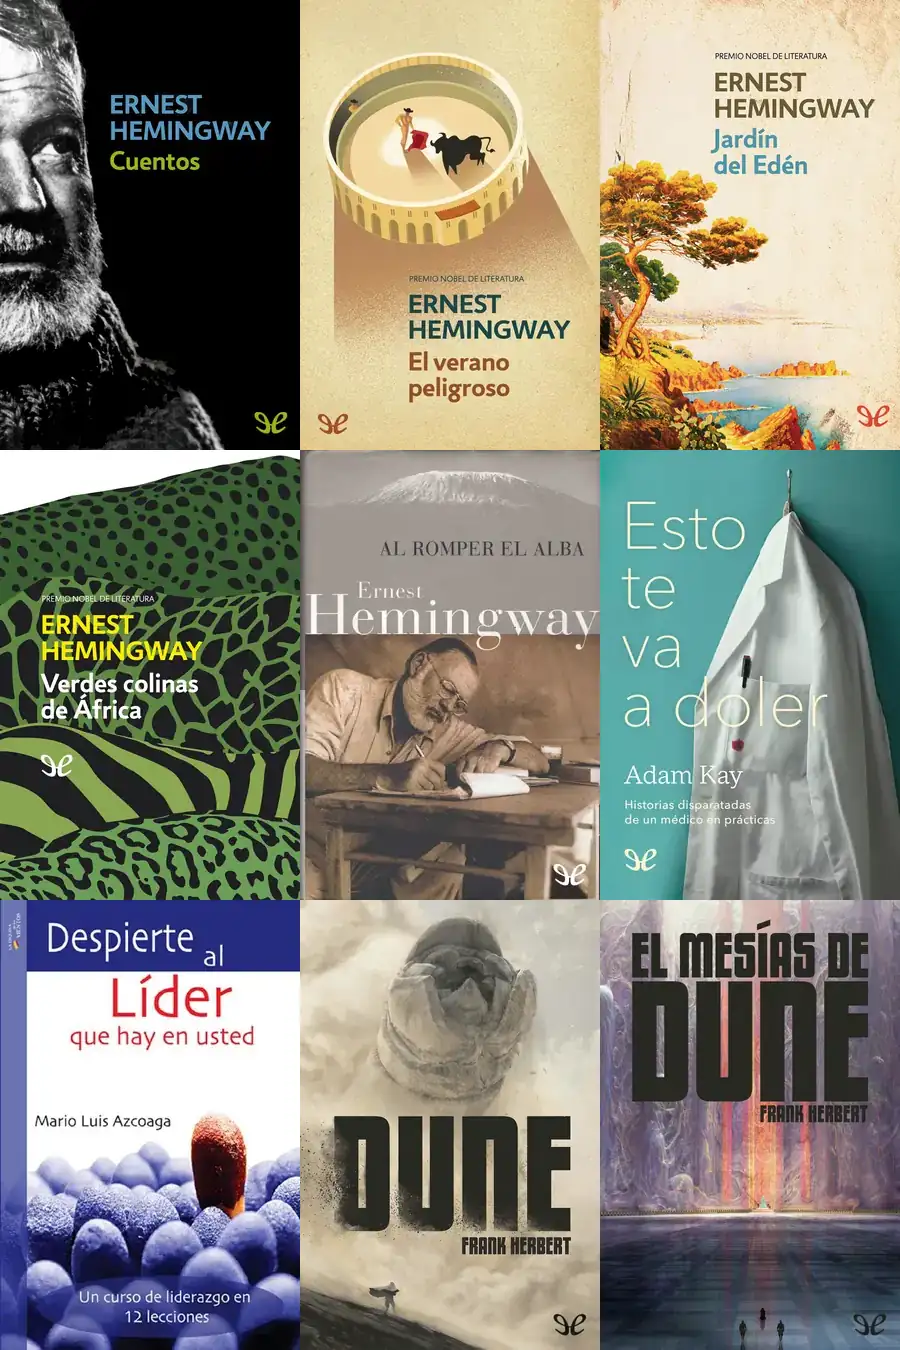 ERNEST
HEMINGWAY
Cuentos
PREMIO NOBEL DE LITERATURA
ERNEST
HEMINGWAY
El verano
peligroso
PREMIO NOBEL DE LITERATURA
ERNEST
HEMINGWAY
Jardín
del Edén
PREMIO NOBEL DE LITERATURA
ERNEST
HEMINGWAY
Verdes colinas
de África
AL ROMPER EL ALBA
Ernest
Hemingway
Esto
te
va
a doler
Adam Kay
Historias disparatadas
de un médico en prácticas
Despierte al
Líder
que hay en usted
Mario Luis Azcoaga
Un curso de liderazgo en
12 lecciones
DUNE
FRANK HERBERT
EL MESÍAS DE
DUNE
FRANK HERBERT